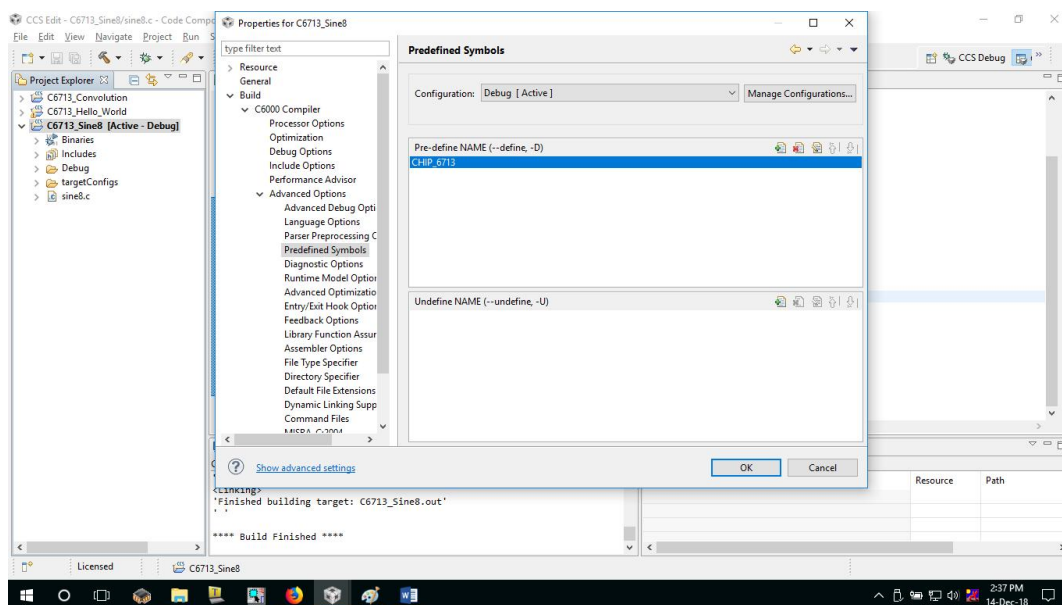 CCS Edit - C6713_Sine8/sine8.c - Code Comp
File Edit View Navigate Project Run
CCS Debug
Project Explorer
C6713_Convolution
C6713_Hello_World
C6713_Sine8 [Active - Debug]
Binaries
Includes
Debug
targetConfigs
sine8.c
Properties for C6713_Sine8
type filter text
Resource
General
Build
C6000 Compiler
Processor Options
Optimization
Debug Options
Include Options
Performance Advisor
Advanced Options
Advanced Debug Opti
Language Options
Parser Preprocessing C
Predefined Symbols
Diagnostic Options
Runtime Model Option
Advanced Optimizatio
Entry/Exit Hook Option
Feedback Options
Library Function Assur
Assembler Options
File Type Specifier
Directory Specifier
Default File Extensions
Dynamic Linking Supp
Command Files
Predefined Symbols
Configuration: Debug [ Active ] Manage Configurations...
Pre-define NAME (--define, -D)
CHIP_6713
Undefine NAME (--undefine, -U)
Show advanced settings
OK Cancel
Resource Path
<Linking>
'Finished building target: C6713_Sine8.out'
' '
**** Build Finished ****
Licensed
C6713_Sine8
2:37 PM
14-Dec-18